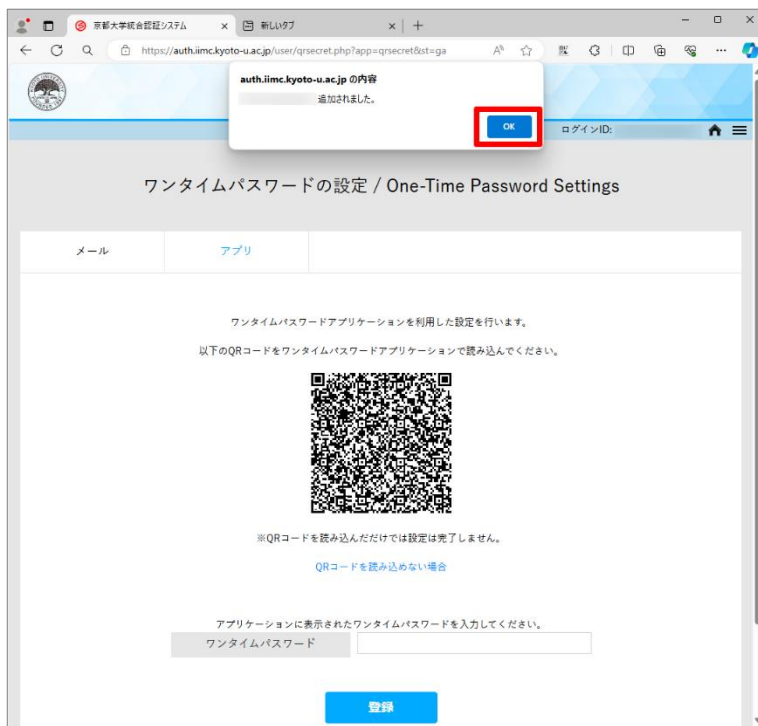 京都大学統合認証システム
新しいタブ
https://auth.iimc.kyoto-u.ac.jp/user/qrsecret.php?app=qrsecret&st=ga
auth.iimc.kyoto-u.ac.jp の内容
追加されました。
OK
ログインID:
ワンタイムパスワードの設定 / One-Time Password Settings
メール
アプリ
ワンタイムパスワードアプリケーションを利用した設定を行います。
以下のQRコードをワンタイムパスワードアプリケーションで読み込んでください。
※QRコードを読み込んだだけでは設定は完了しません。
QRコードを読み込めない場合
アプリケーションに表示されたワンタイムパスワードを入力してください。
ワンタイムパスワード
登録